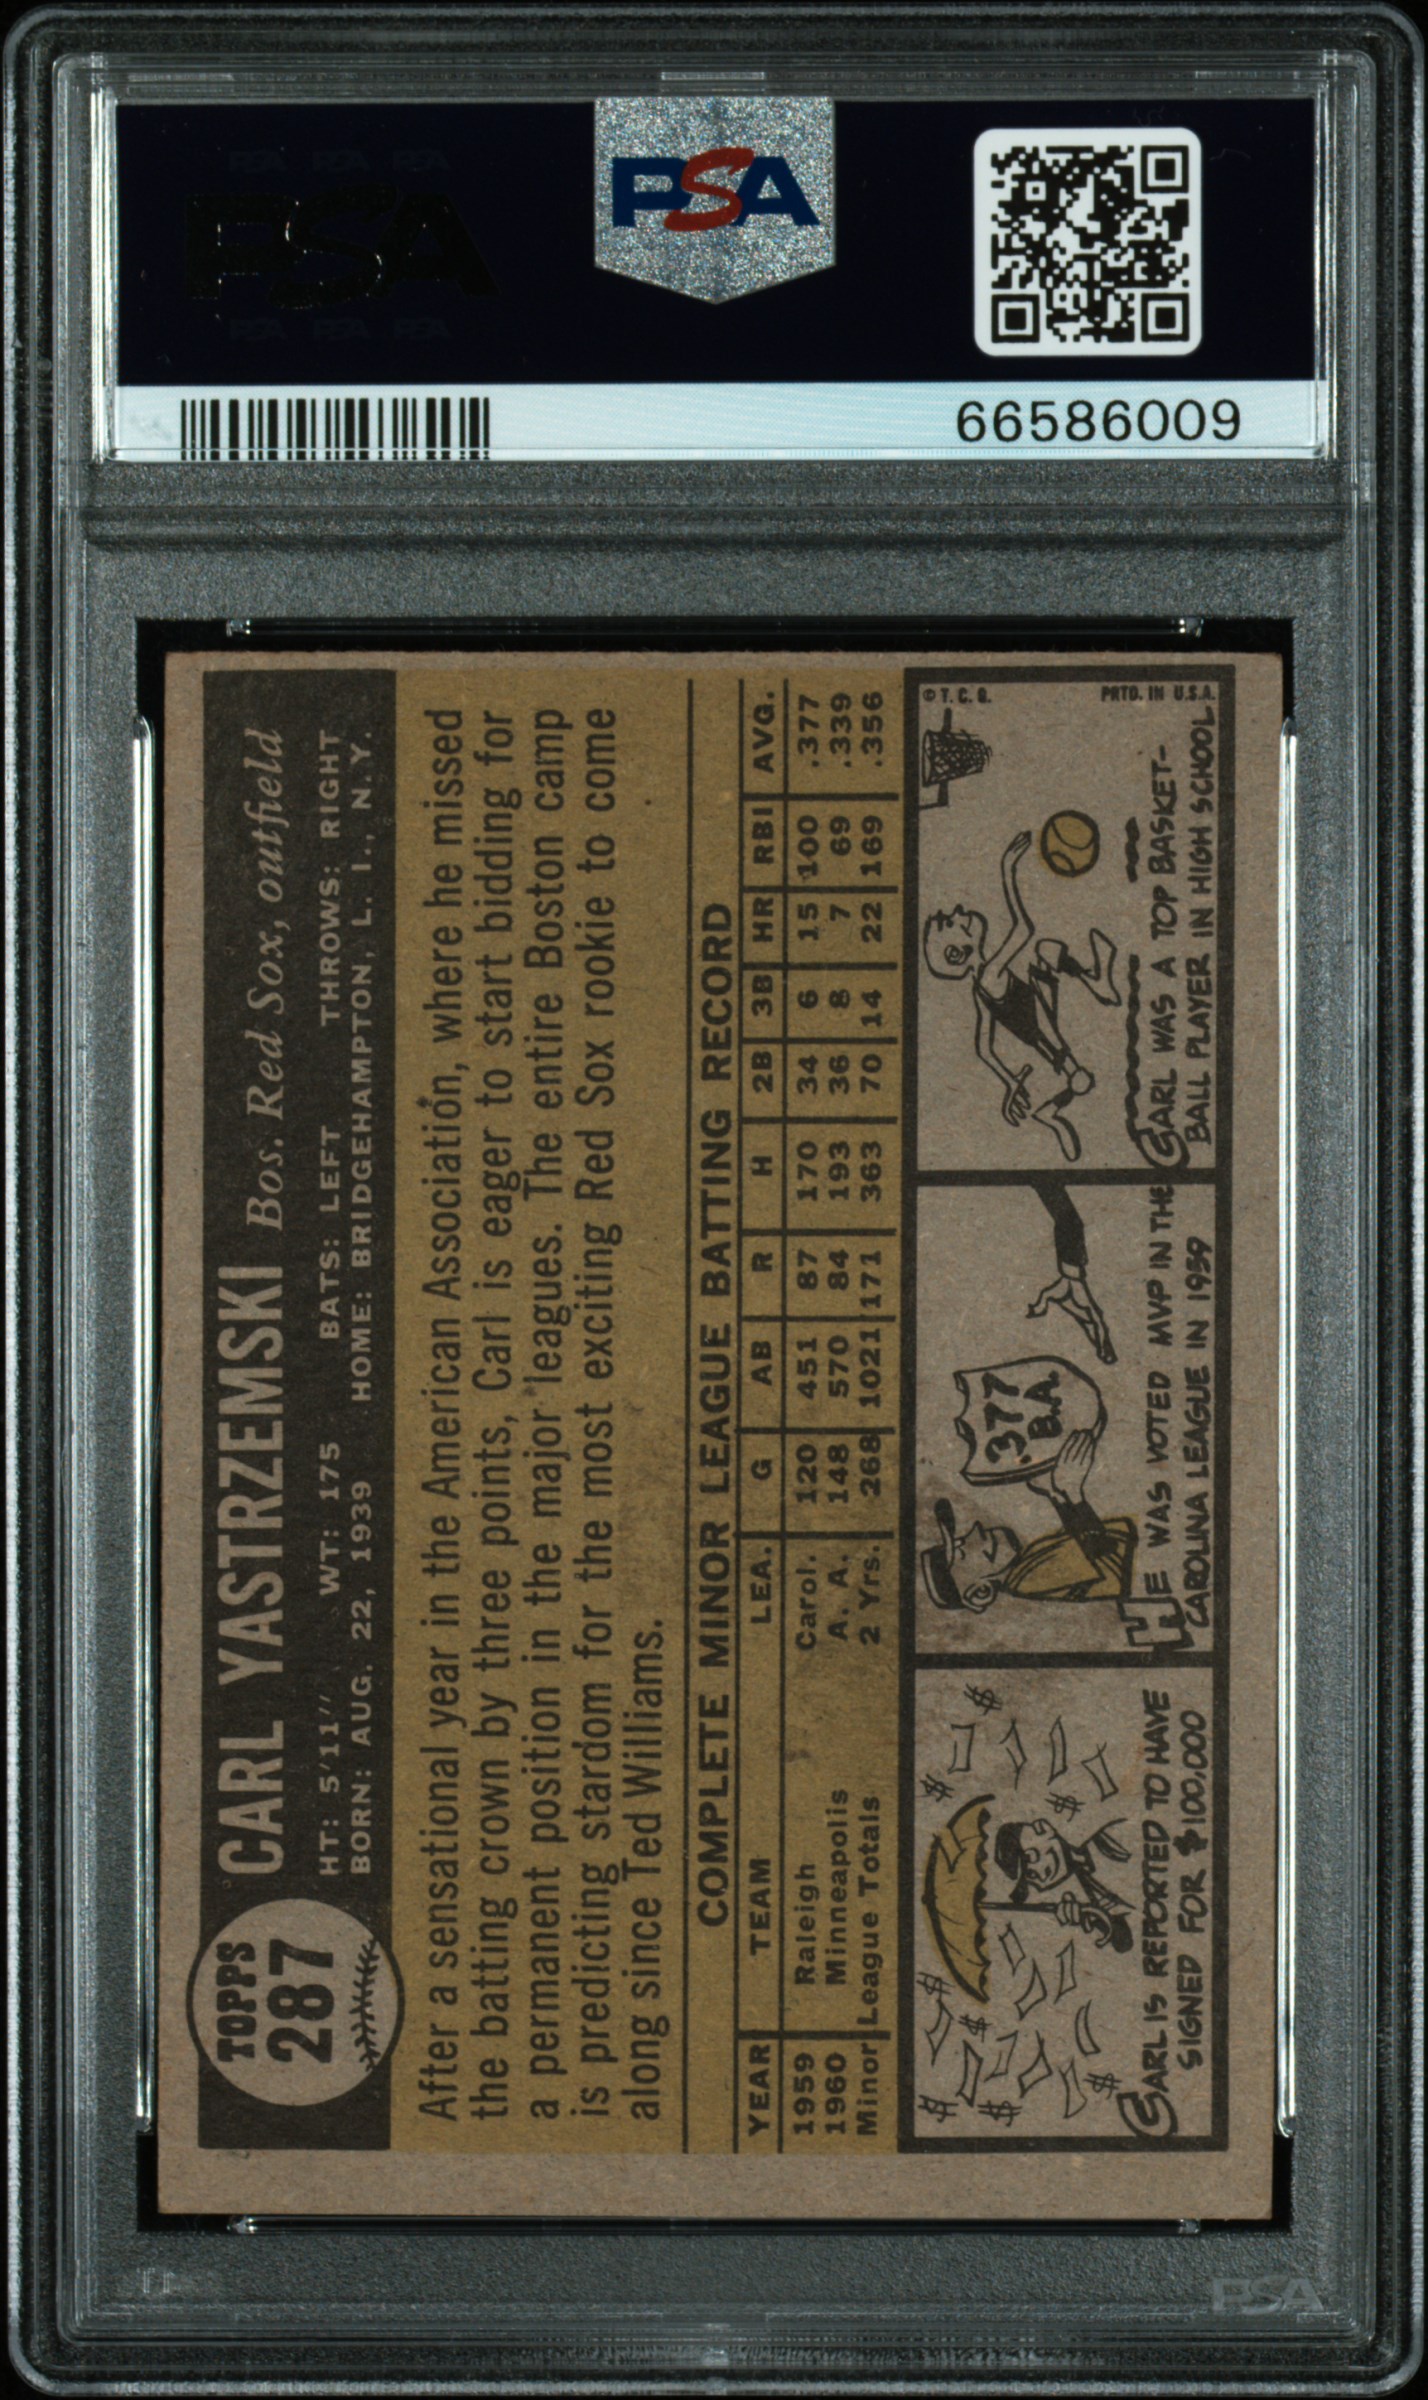 PSA
PSA PSA PSA
PSA
PSA PSA PSA
66586009
TOPPS
287
CARL YASTRZEMSKI Bos. Red Sox, outfield
HT: 5'11" WT: 175 BATS: LEFT THROWS: RIGHT
BORN: AUG. 22, 1939 HOME: BRIDGEHAMPTON, L. I., N. Y.
After a sensational year in the American Association, where he missed
the batting crown by three points, Carl is eager to start bidding for
a permanent position in the major leagues. The entire Boston camp
is predicting stardom for the most exciting Red Sox rookie to come
along since Ted Williams.
COMPLETE MINOR LEAGUE BATTING RECORD
YEAR TEAM LEA. G AB R H 2B 3B HR RBI AVG.
1959 Raleigh Carol. 120 451 87 170 34 6 15 100 .377
1960 Minneapolis A. A. 148 570 84 193 36 8 7 69 .339
Minor League Totals 2 Yrs. 268 1021 171 363 70 14 22 169 .356
CARL IS REPORTED TO HAVE
SIGNED FOR $100,000
.377
B.A.
HE WAS VOTED MVP IN THE
CAROLINA LEAGUE IN 1959
© T. C. G. PRTD. IN U.S.A.
CARL WAS A TOP BASKET-
BALL PLAYER IN HIGH SCHOOL
PSA